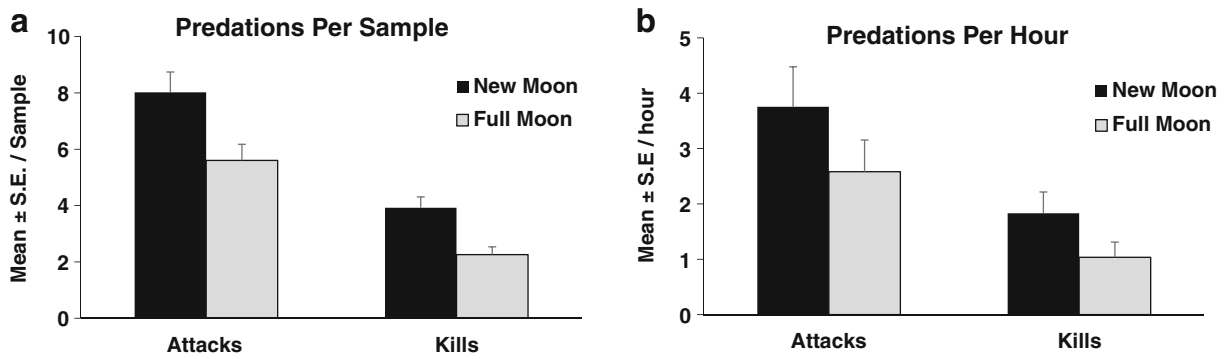 a
Predations Per Sample
Mean ± S.E. / Sample
10
8
6
4
2
0
New Moon
Full Moon
Attacks
Kills
b
Predations Per Hour
Mean ± S.E / hour
5
4
3
2
1
0
New Moon
Full Moon
Attacks
Kills